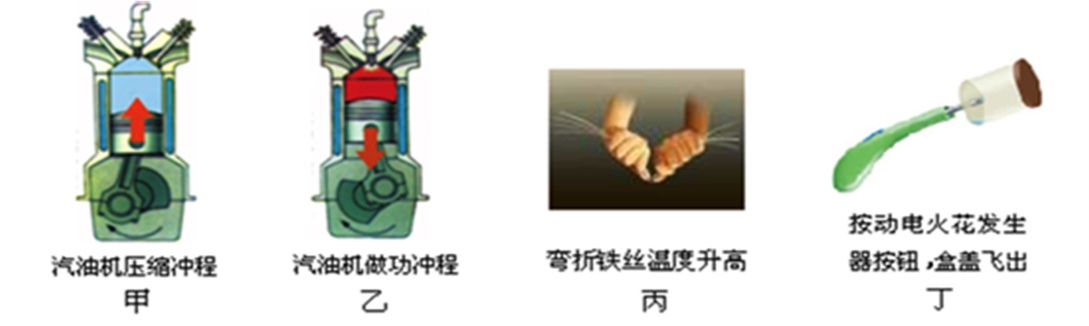 汽油机压缩冲程
甲
汽油机做功冲程
乙
弯折铁丝温度升高
丙
按动电火花发生
器按钮,盒盖飞出
丁